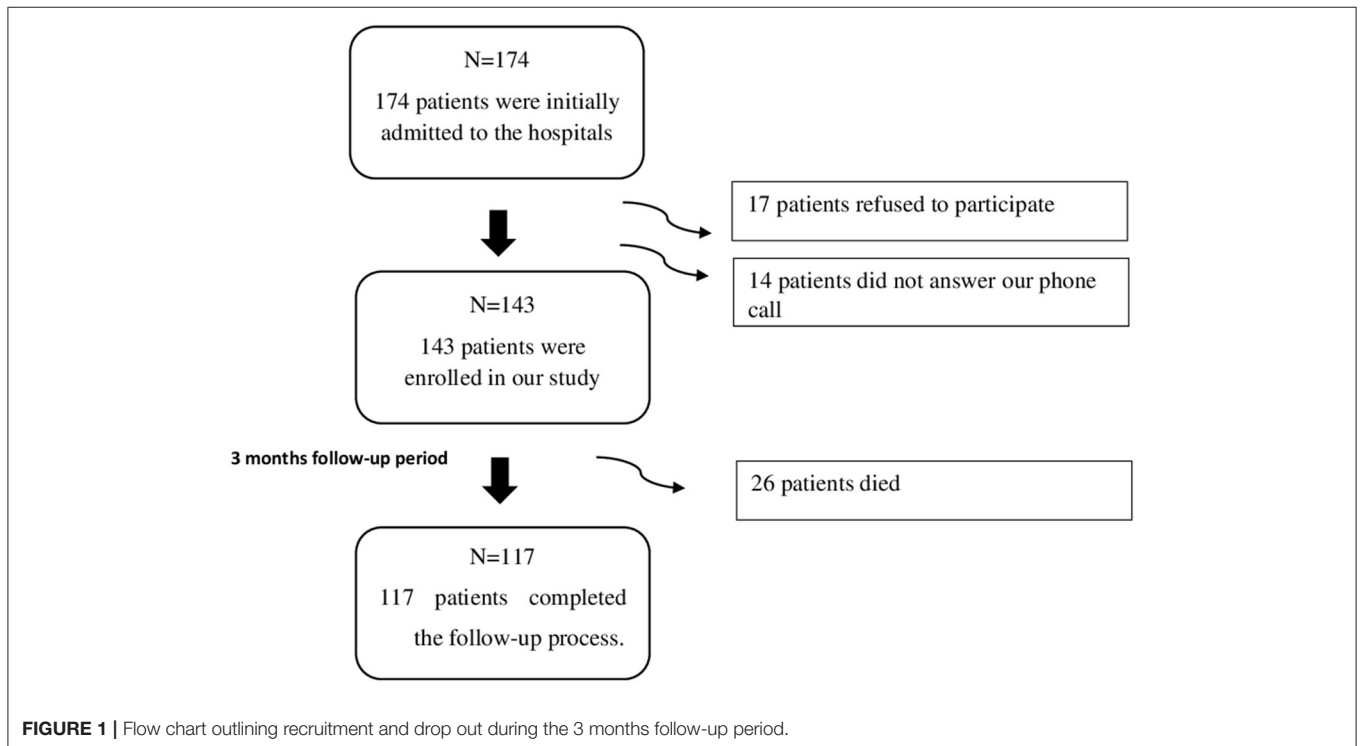 N=174
174 patients were initially
admitted to the hospitals
17 patients refused to participate
14 patients did not answer our phone
call
N=143
143 patients were
enrolled in our study
3 months follow-up period
26 patients died
N=117
117 patients completed
the follow-up process.
FIGURE 1 | Flow chart outlining recruitment and drop out during the 3 months follow-up period.